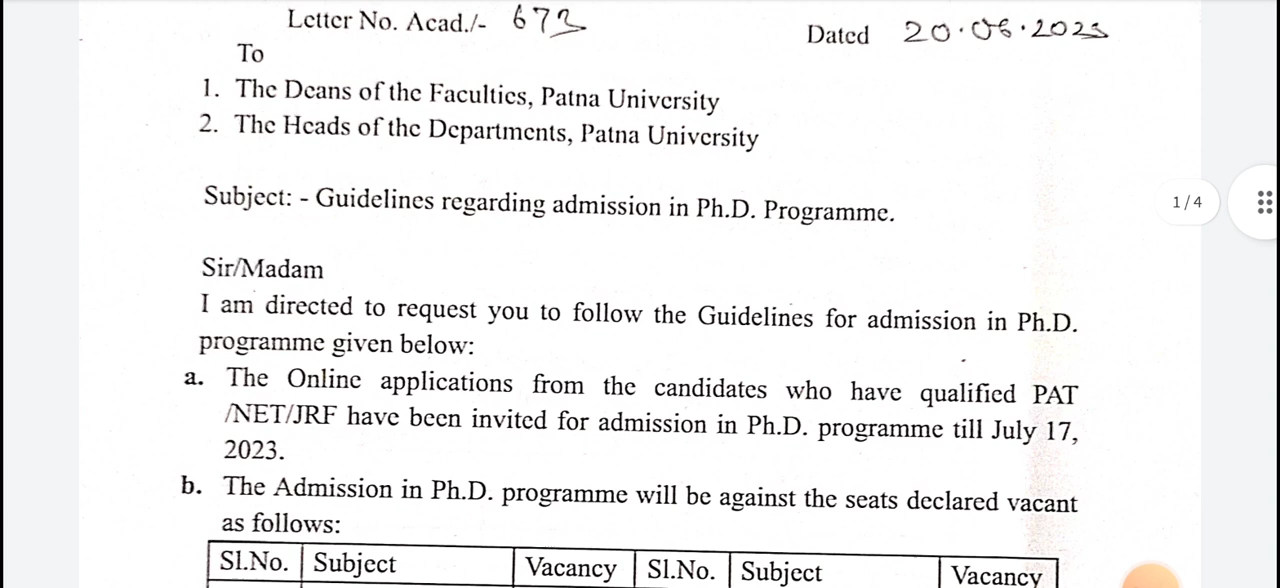 Letter No. Acad./- 673 Dated 20.06.2023
To
1. The Deans of the Faculties, Patna University
2. The Heads of the Departments, Patna University
Subject: - Guidelines regarding admission in Ph.D. Programme.
1/4
Sir/Madam
I am directed to request you to follow the Guidelines for admission in Ph.D.
programme given below:
a. The Online applications from the candidates who have qualified PAT
/NET/JRF have been invited for admission in Ph.D. programme till July 17,
2023.
b. The Admission in Ph.D. programme will be against the seats declared vacant
as follows:
Sl.No. Subject Vacancy Sl.No. Subject Vacancy